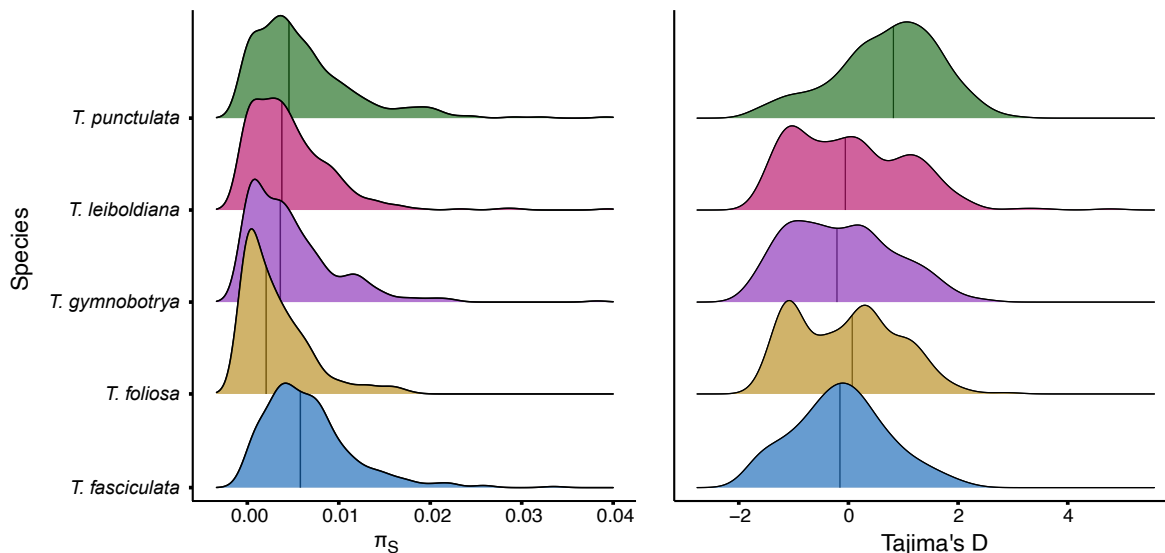 Species
T. punctulata
T. leiboldiana
T. gymnobotrya
T. foliosa
T. fasciculata
0.00 0.01 0.02 0.03 0.04
πS
−2 0 2 4
Tajima's D